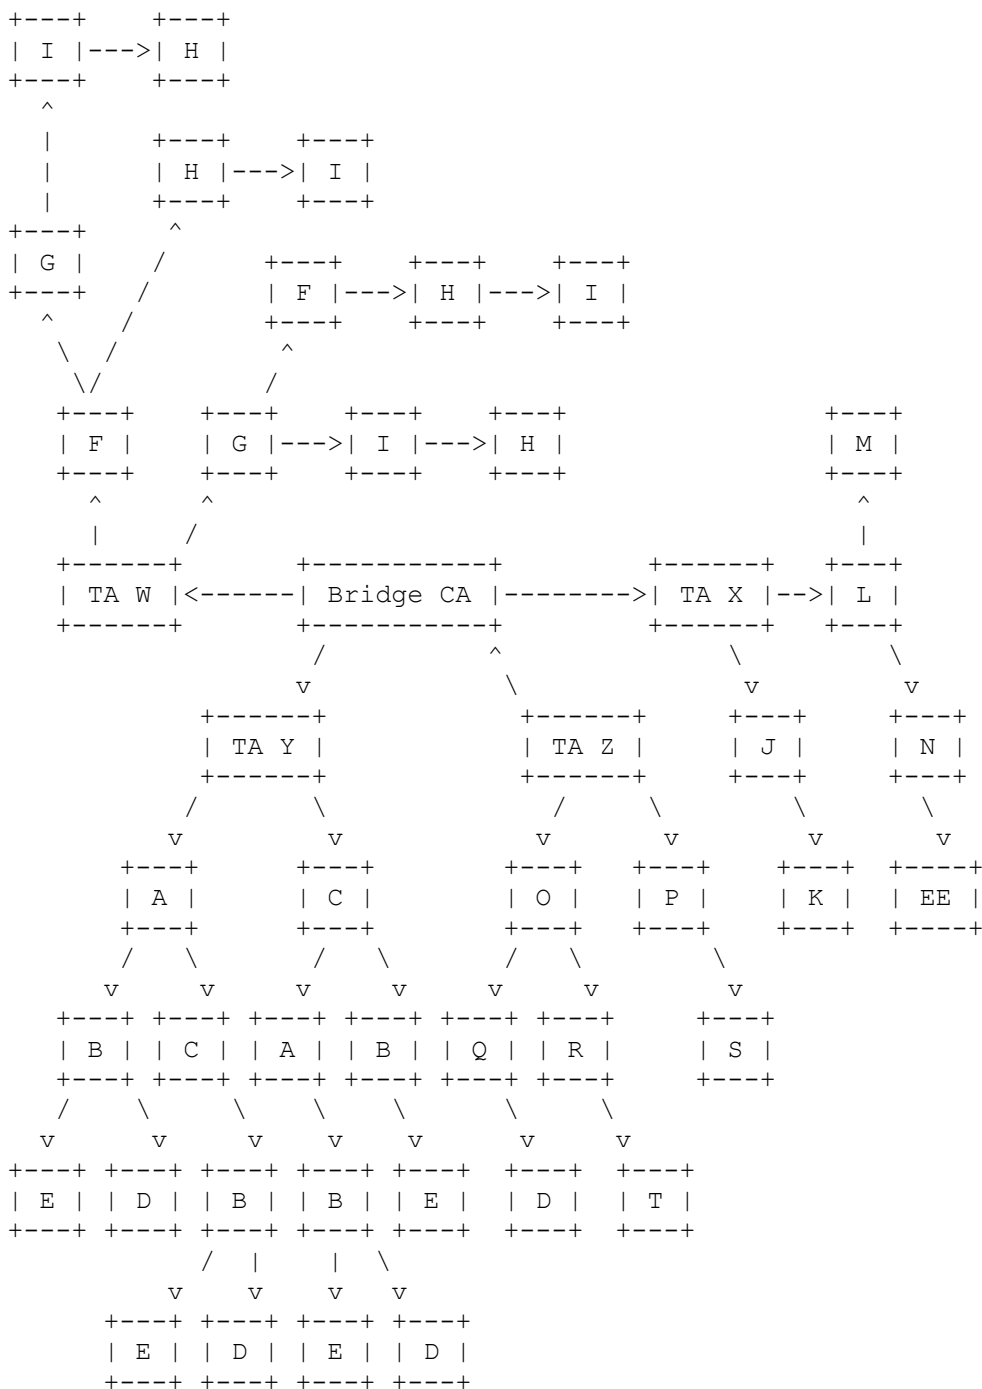 +---+    +---+
| I |--->| H |
+---+    +---+
  ^
  |      +---+    +---+
  |      | H |--->| I |
  |      +---+    +---+
+---+     ^
| G |    /      +---+    +---+    +---+
+---+   /       | F |--->| H |--->| I |
  ^    /        +---+    +---+    +---+
   \  /          ^
    \/          /
   +---+    +---+    +---+    +---+                +---+
   | F |    | G |--->| I |--->| H |                | M |
   +---+    +---+    +---+    +---+                +---+
     ^      ^                                        ^
     |     /                                         |
   +------+       +-----------+         +------+   +---+
   | TA W |<------| Bridge CA |-------->| TA X |-->| L |
   +------+       +-----------+         +------+   +---+
                   /          ^              \         \
                  v            \              v         v
            +------+            +------+     +---+     +---+
            | TA Y |            | TA Z |     | J |     | N |
            +------+            +------+     +---+     +---+
           /       \              /     \        \       \
          v         v            v       v        v       v
       +---+      +---+        +---+   +---+    +---+  +----+
       | A |      | C |        | O |   | P |    | K |  | EE |
       +---+      +---+        +---+   +---+    +---+  +----+
       /   \       /   \       /   \        \
      v     v     v     v     v     v        v
   +---+ +---+ +---+ +---+ +---+ +---+     +---+
   | B | | C | | A | | B | | Q | | R |     | S |
   +---+ +---+ +---+ +---+ +---+ +---+     +---+
   /    \     \    \    \      \     \
  v      v     v    v    v      v     v
+---+ +---+ +---+ +---+ +---+  +---+  +---+
| E | | D | | B | | B | | E |  | D |  | T |
+---+ +---+ +---+ +---+ +---+  +---+  +---+
            /  |    |  \
          v    v    v   v
      +---+ +---+ +---+ +---+
      | E | | D | | E | | D |
      +---+ +---+ +---+ +---+